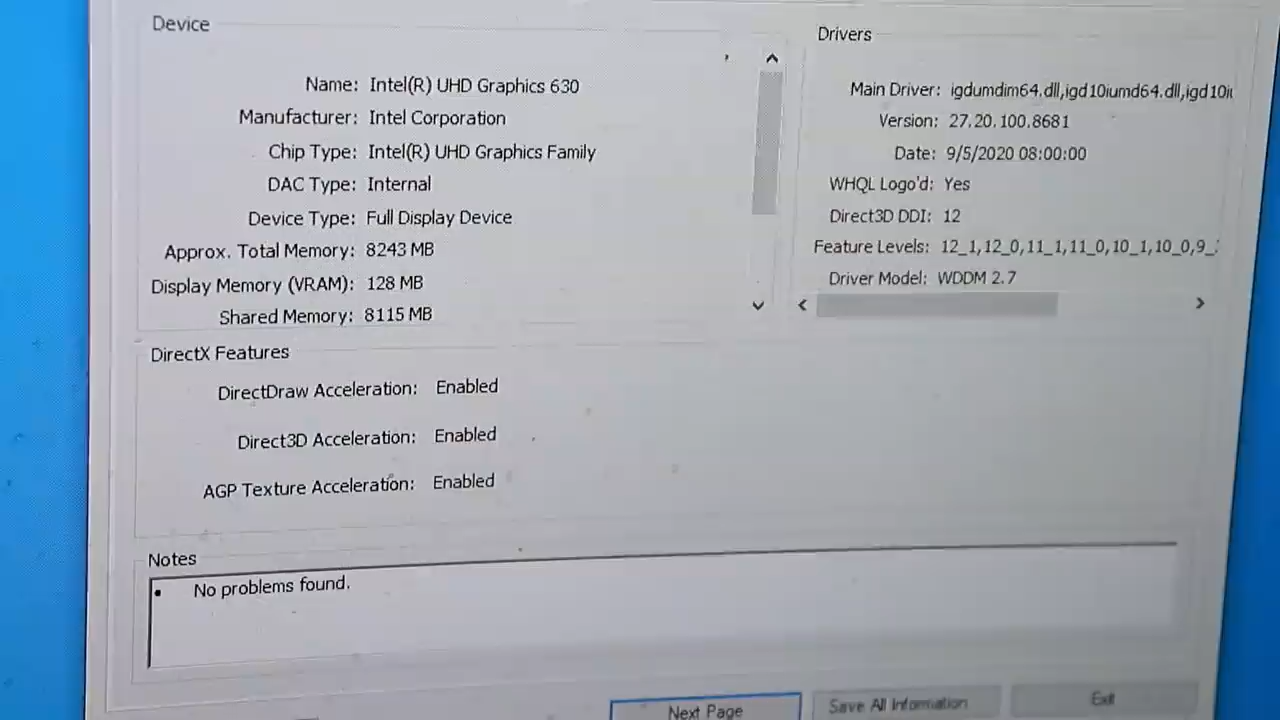 Device
Name: Intel(R) UHD Graphics 630
Manufacturer: Intel Corporation
Chip Type: Intel(R) UHD Graphics Family
DAC Type: Internal
Device Type: Full Display Device
Approx. Total Memory: 8243 MB
Display Memory (VRAM): 128 MB
Shared Memory: 8115 MB
Drivers
Main Driver: igdumdim64.dll,igd10iumd64.dll,igd10iu
Version: 27.20.100.8681
Date: 9/5/2020 08:00:00
WHQL Logo'd: Yes
Direct3D DDI: 12
Feature Levels: 12_1,12_0,11_1,11_0,10_1,10_0,9_
Driver Model: WDDM 2.7
DirectX Features
DirectDraw Acceleration: Enabled
Direct3D Acceleration: Enabled
AGP Texture Acceleration: Enabled
Notes
• No problems found.
Next Page
Save All Information
Exit